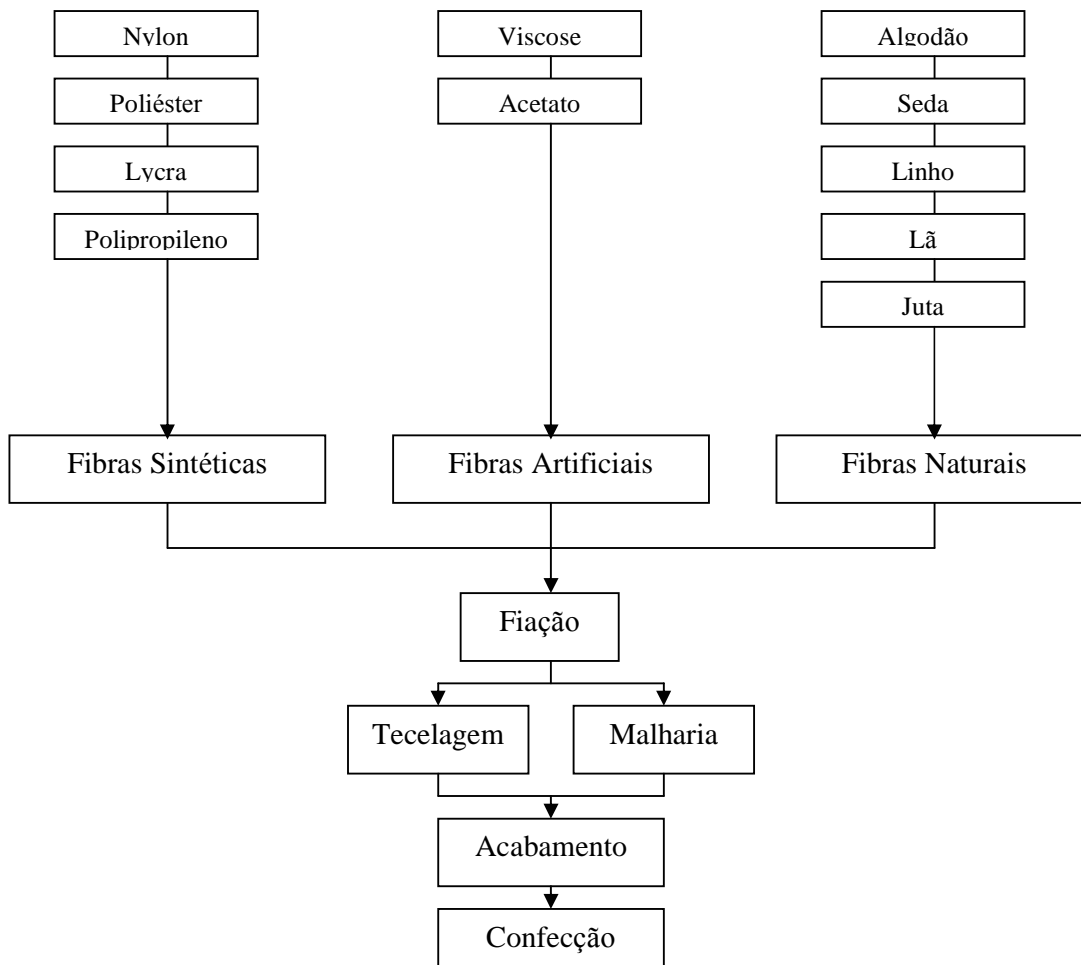 Nylon
Viscose
Algodão
Poliéster
Acetato
Seda
Lycra
Linho
Polipropileno
Lã
Juta
Fibras Sintéticas
Fibras Artificiais
Fibras Naturais
Fiação
Tecelagem
Malharia
Acabamento
Confecção